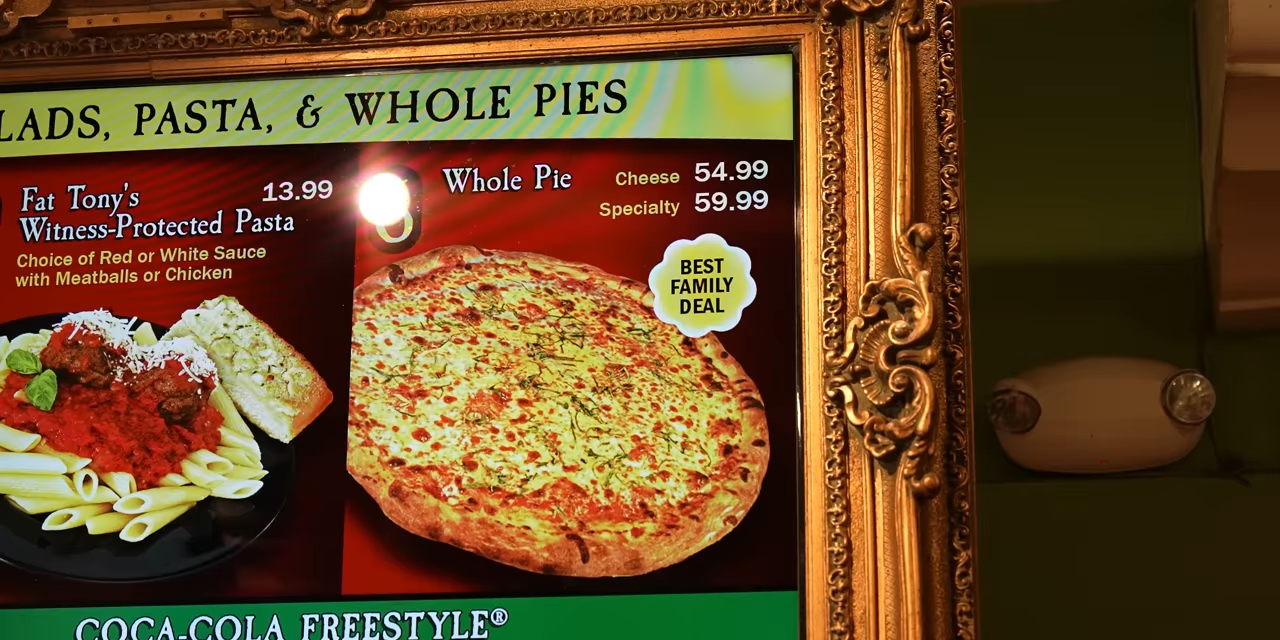 LADS, PASTA, & WHOLE PIES
Fat Tony's 13.99
Witness-Protected Pasta
Choice of Red or White Sauce
with Meatballs or Chicken
Whole Pie
Cheese 54.99
Specialty 59.99
BEST
FAMILY
DEAL
COCA-COLA FREESTYLE®